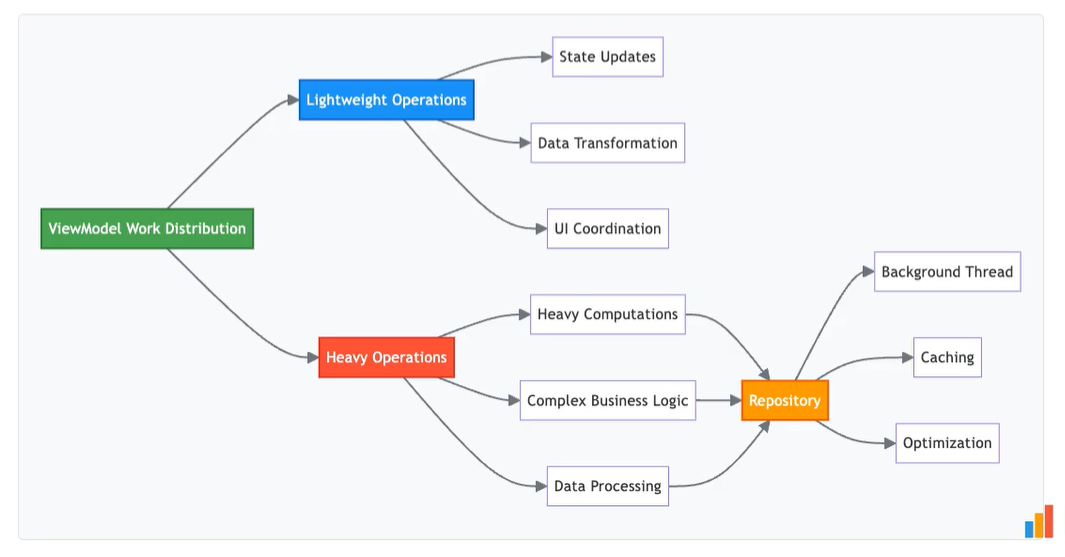 State Updates
Lightweight Operations
Data Transformation
ViewModel Work Distribution
UI Coordination
Background Thread
Heavy Computations
Heavy Operations
Caching
Complex Business Logic
Repository
Optimization
Data Processing